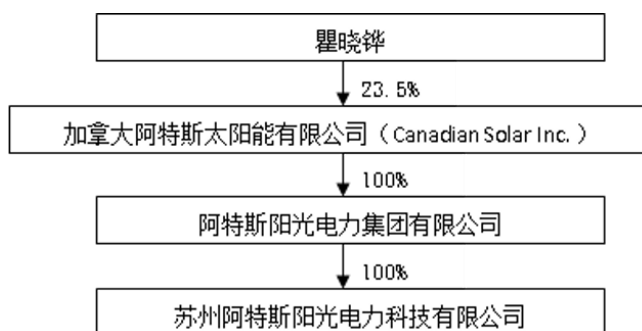 瞿晓铧
23.5%
加拿大阿特斯太阳能有限公司（Canadian Solar Inc.）
100%
阿特斯阳光电力集团有限公司
100%
苏州阿特斯阳光电力科技有限公司